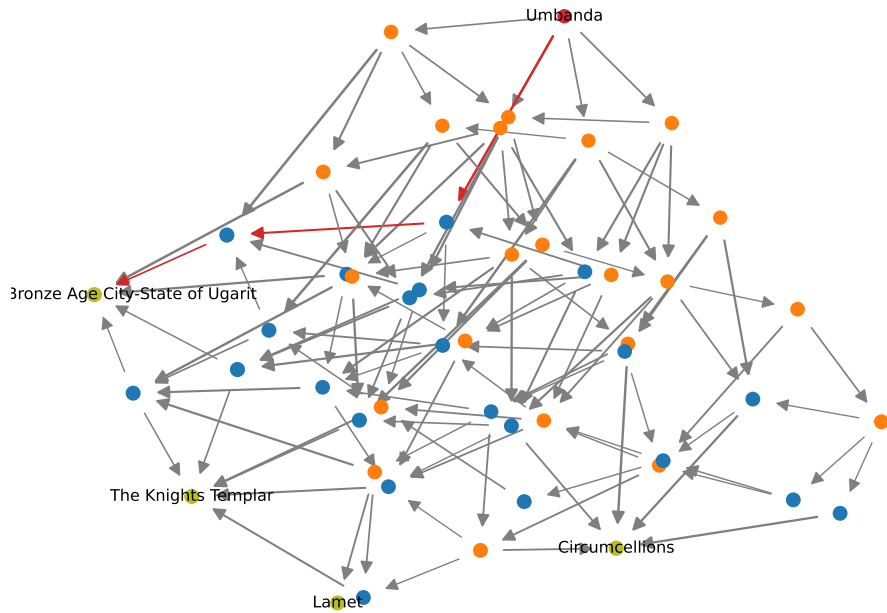 Umbanda
Bronze Age City-State of Ugarit
The Knights Templar
Circumcellions
Lamet